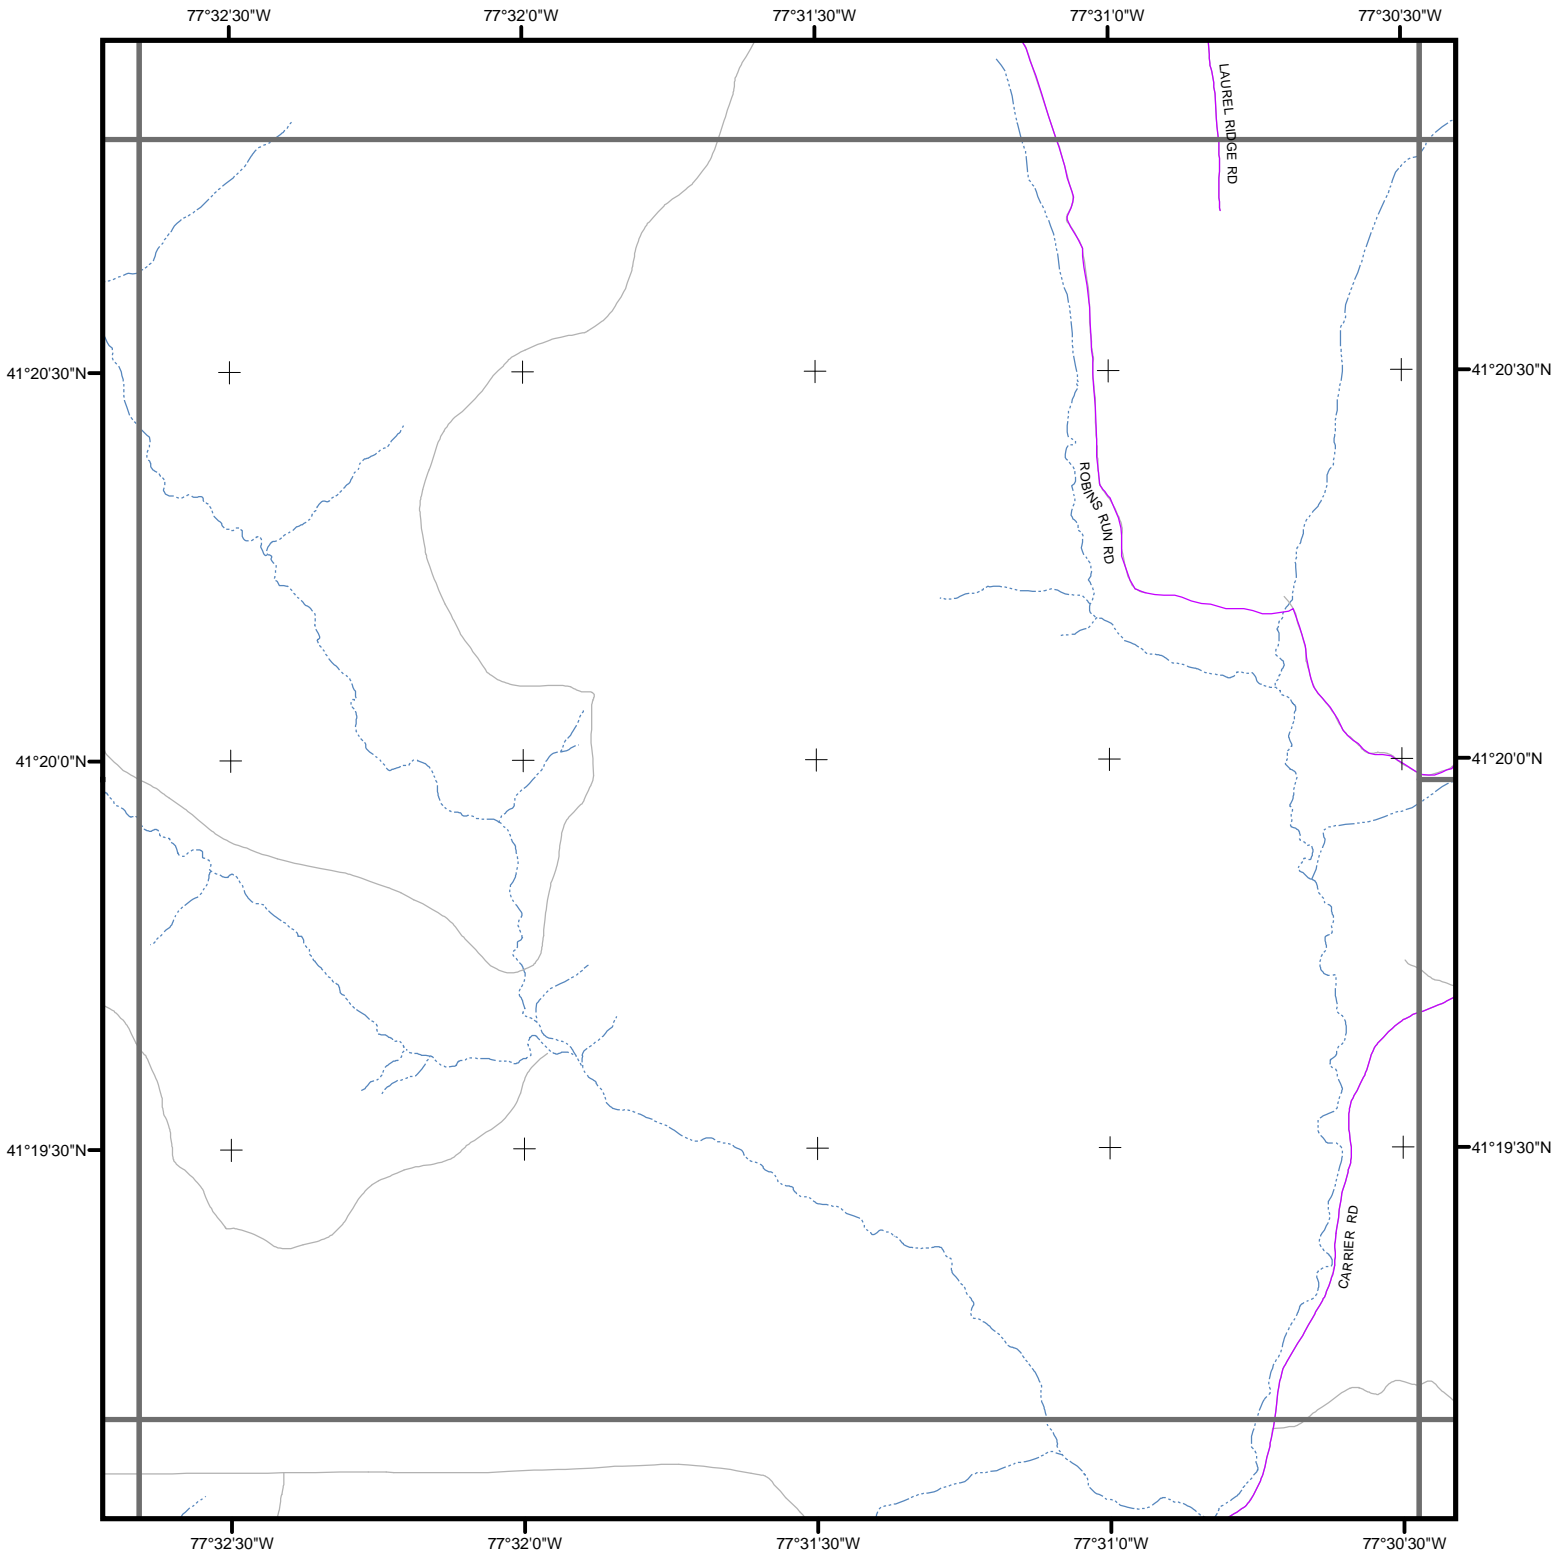 77°32'30"W 77°32'0"W 77°31'30"W 77°31'0"W 77°30'30"W
LAUREL RIDGE RD
41°20'30"N 41°20'30"N
ROBINS RUN RD
41°20'0"N 41°20'0"N
41°19'30"N 41°19'30"N
CARRIER RD
77°32'30"W 77°32'0"W 77°31'30"W 77°31'0"W 77°30'30"W